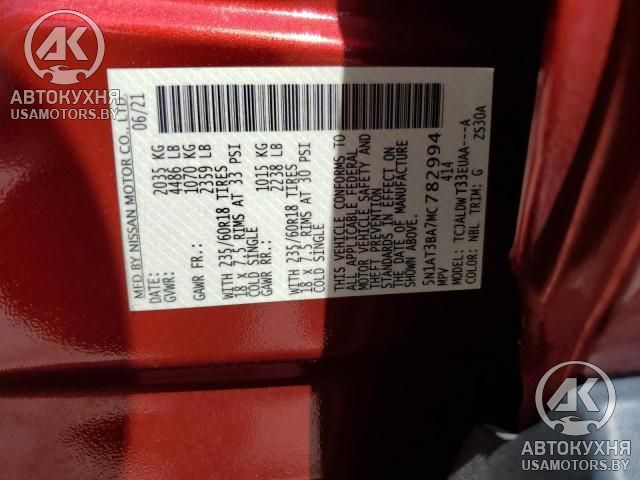 MFD BY NISSAN MOTOR CO., LTD.
DATE: 06/21
GVWR: 2035 KG
4486 LB
GAWR FR: 1070 KG
2359 LB
WITH 235/60R18 TIRES
18 X 7.5 RIMS AT 33 PSI
COLD SINGLE
GAWR RR: 1015 KG
2238 LB
WITH 235/60R18 TIRES
18 X 7.5 RIMS AT 30 PSI
COLD SINGLE
THIS VEHICLE CONFORMS TO
ALL APPLICABLE FEDERAL
MOTOR VEHICLE SAFETY AND
THEFT PREVENTION
STANDARDS IN EFFECT ON
THE DATE OF MANUFACTURE
SHOWN ABOVE.
5N1AT3BA7MC782994
MPV 414
TCJALDWT33EUAA---A
COLOR: NBL TRIM: G ZS30A
АК
АВТОКУХНЯ
USAMOTORS.BY
АК
АВТОКУХНЯ
USAMOTORS.BY